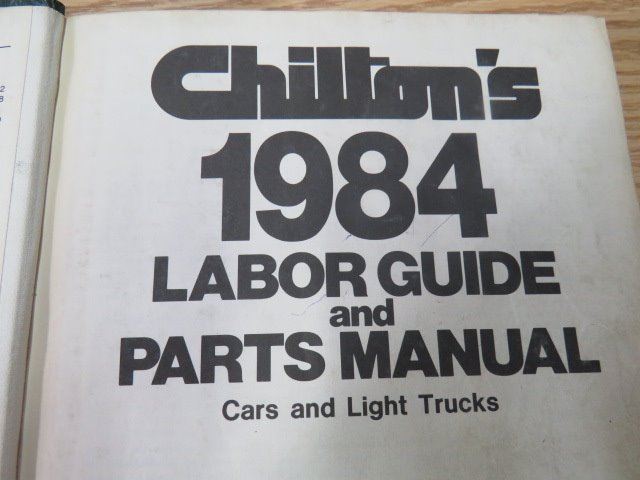 Chilton's
1984
LABOR GUIDE
and
PARTS MANUAL
Cars and Light Trucks